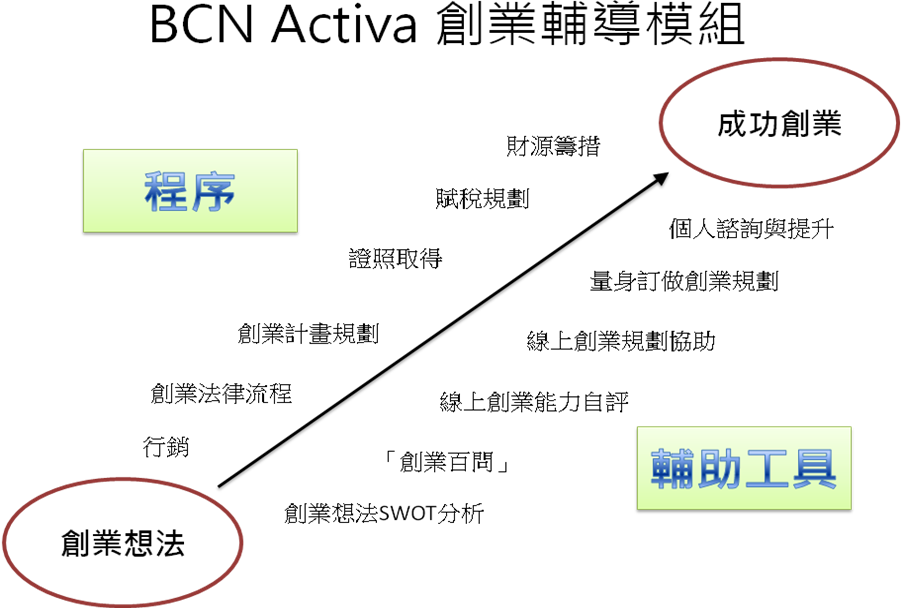 BCN Activa 創業輔導模組
成功創業
財源籌措
程序
賦稅規劃
個人諮詢與提升
證照取得
量身訂做創業規劃
創業計畫規劃
線上創業規劃協助
創業法律流程
線上創業能力自評
行銷
「創業百問」
輔助工具
創業想法SWOT分析
創業想法